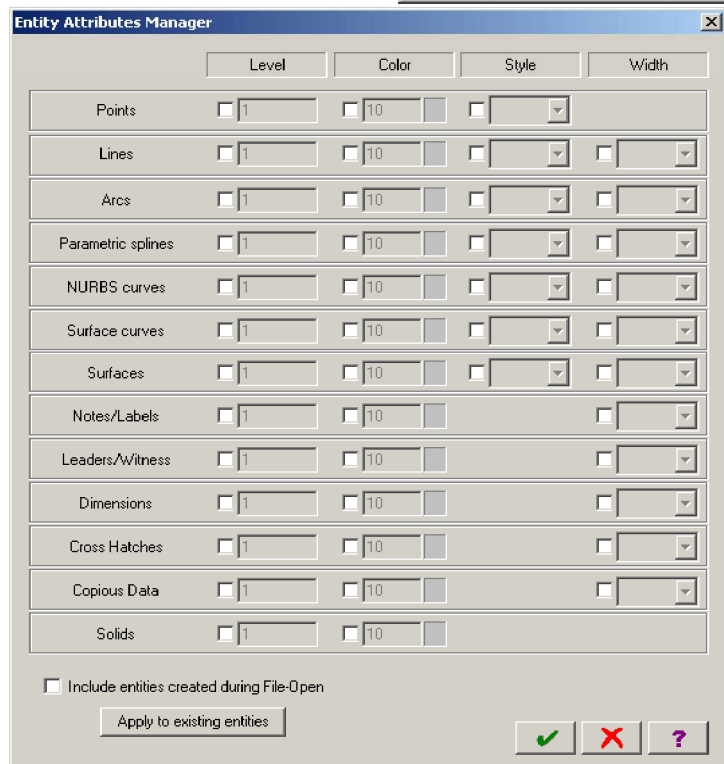 Entity Attributes Manager
Level Color Style Width
Points 1 10
Lines 1 10
Arcs 1 10
Parametric splines 1 10
NURBS curves 1 10
Surface curves 1 10
Surfaces 1 10
Notes/Labels 1 10
Leaders/Witness 1 10
Dimensions 1 10
Cross Hatches 1 10
Copious Data 1 10
Solids 1 10
Include entities created during File-Open
Apply to existing entities
?